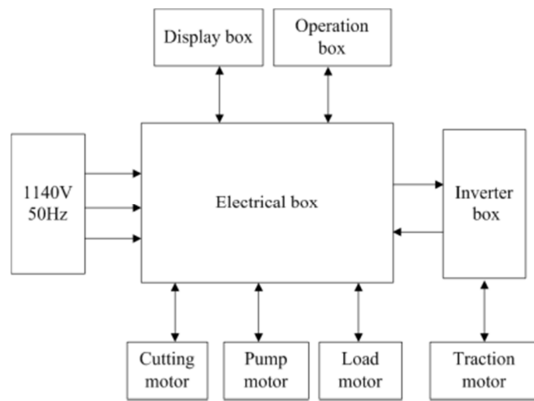 Display box
Operation
box
1140V
50Hz
Electrical box
Inverter
box
Cutting
motor
Pump
motor
Load
motor
Traction
motor